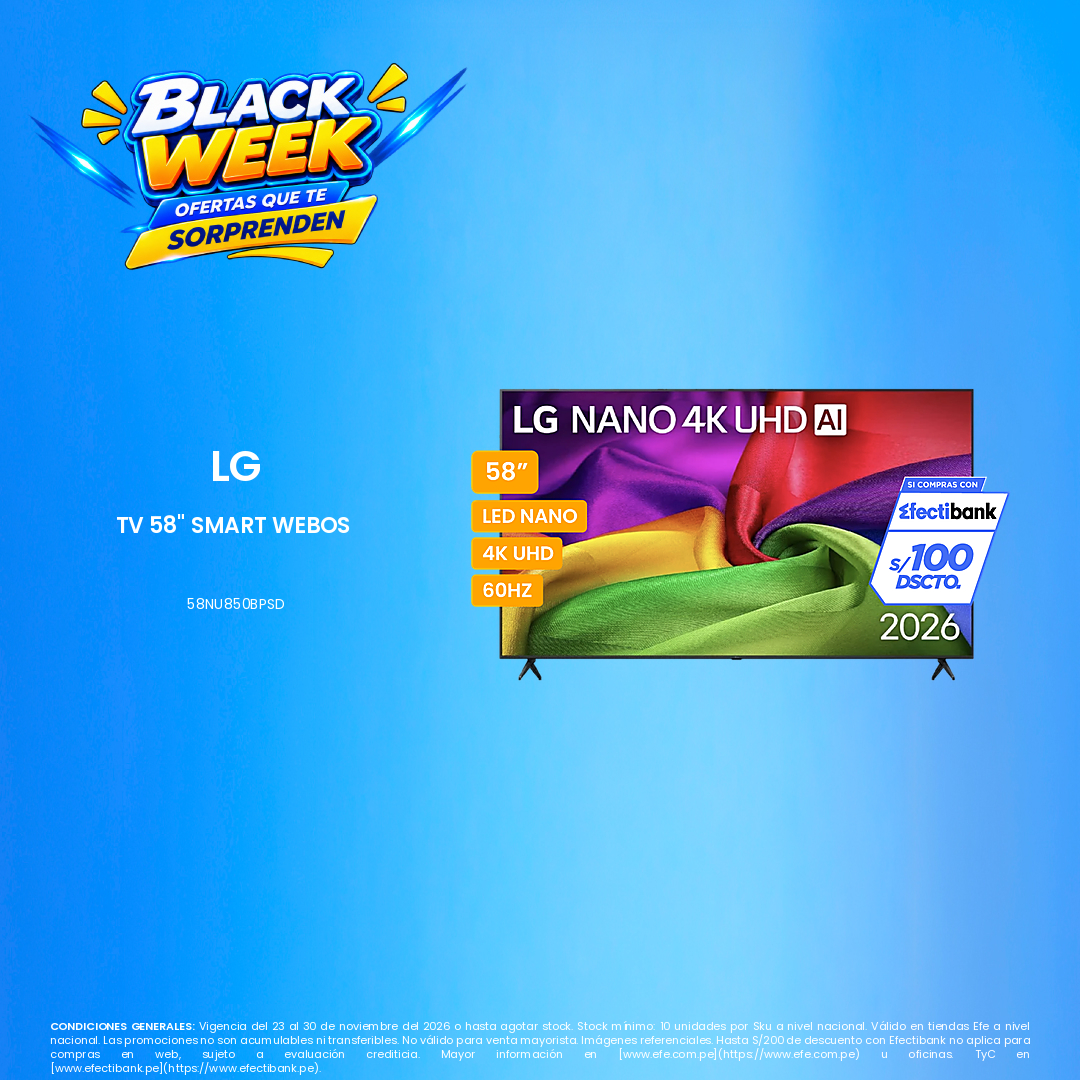 BLACK
WEEK
OFERTAS QUE TE
SORPRENDEN
LG
TV 58" SMART WEBOS
58NU850BPSD
LG NANO 4K UHD AI
58”
LED NANO
4K UHD
60HZ
SI COMPRAS CON
Efectibank
S/100
DSCTO.
2026
CONDICIONES GENERALES: Vigencia del 23 al 30 de noviembre del 2026 o hasta agotar stock. Stock mínimo: 10 unidades por Sku a nivel nacional. Válido en tiendas Efe a nivel
nacional. Las promociones no son acumulables ni transferibles. No válido para venta mayorista. Imágenes referenciales. Hasta S/200 de descuento con Efectibank no aplica para
compras en web, sujeto a evaluación crediticia. Mayor información en [www.efe.com.pe](https://www.efe.com.pe) u oficinas. TyC en
[www.efectibank.pe](https://www.efectibank.pe).